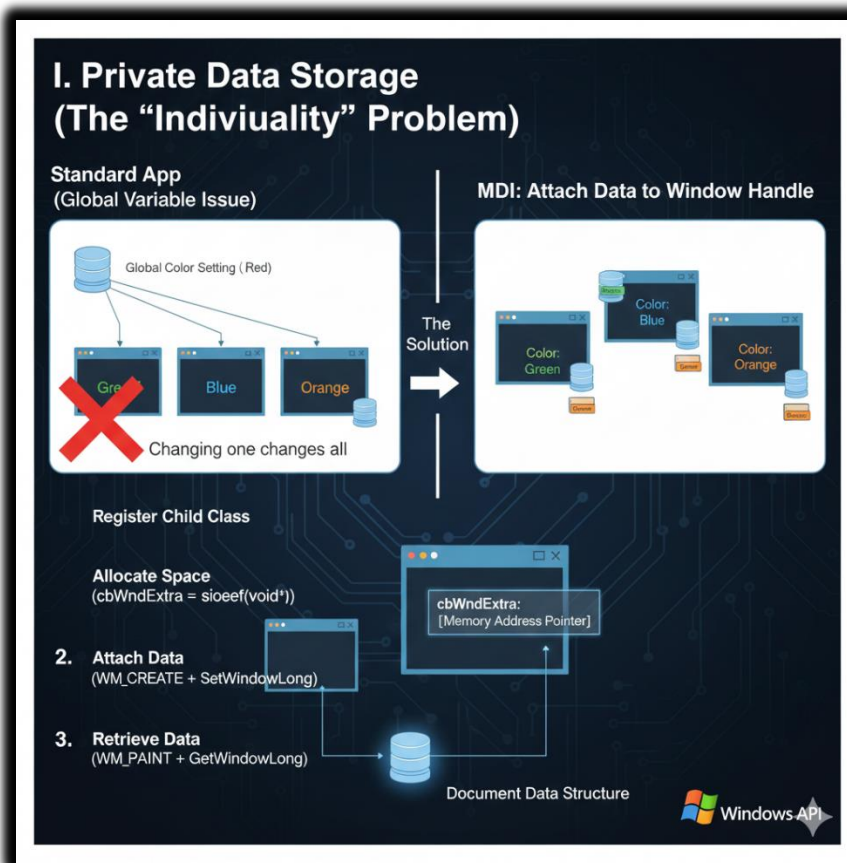 I. Private Data Storage
(The “Indiviuality” Problem)
Standard App
(Global Variable Issue)
Global Color Setting (Red)
Blue
Orange
Changing one changes all
The
Solution
MDI: Attach Data to Window Handle
Color:
Green
Color:
Blue
Color:
Orange
Register Child Class
Allocate Space
(cbWndExtra = sioeef(void*))
2. Attach Data
(WM_CREATE + SetWindowLong)
3. Retrieve Data
(WM_PAINT + GetWindowLong)
cbWndExtra:
[Memory Address Pointer]
Document Data Structure
Windows API